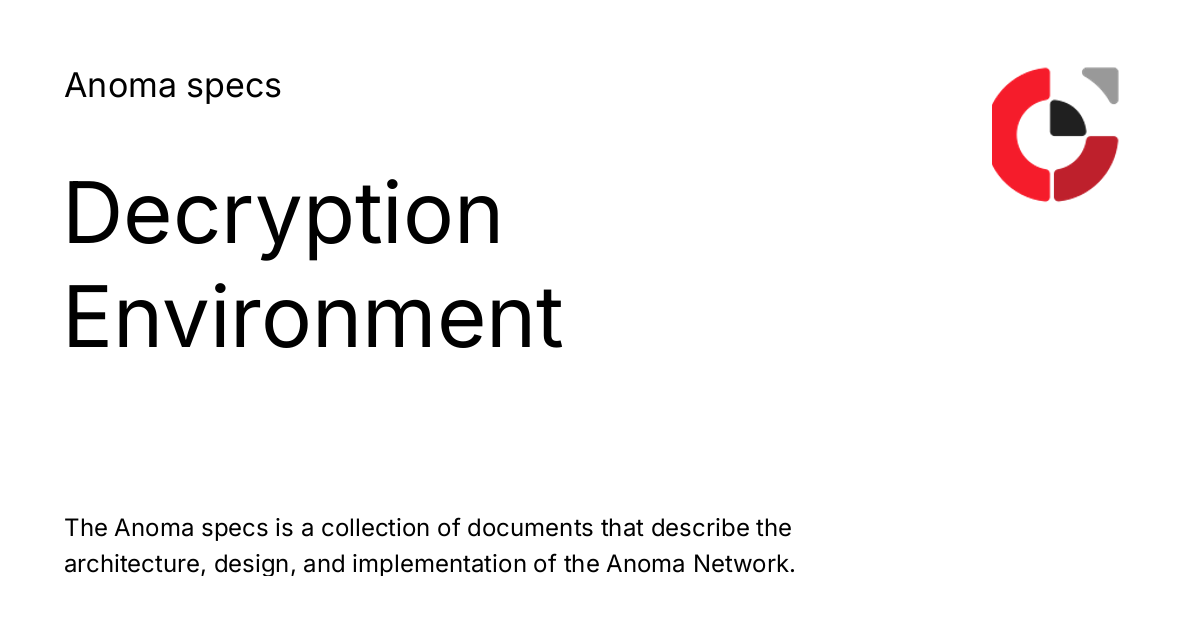 Anoma specs
Decryption
Environment
The Anoma specs is a collection of documents that describe the
architecture, design, and implementation of the Anoma Network.